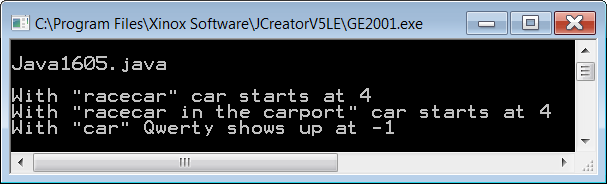 C:\Program Files\Xinox Software\JCreatorV5LE\GE2001.exe
Java1605.java
With "racecar" car starts at 4
With "racecar in the carport" car starts at 4
With "car" Qwerty shows up at -1